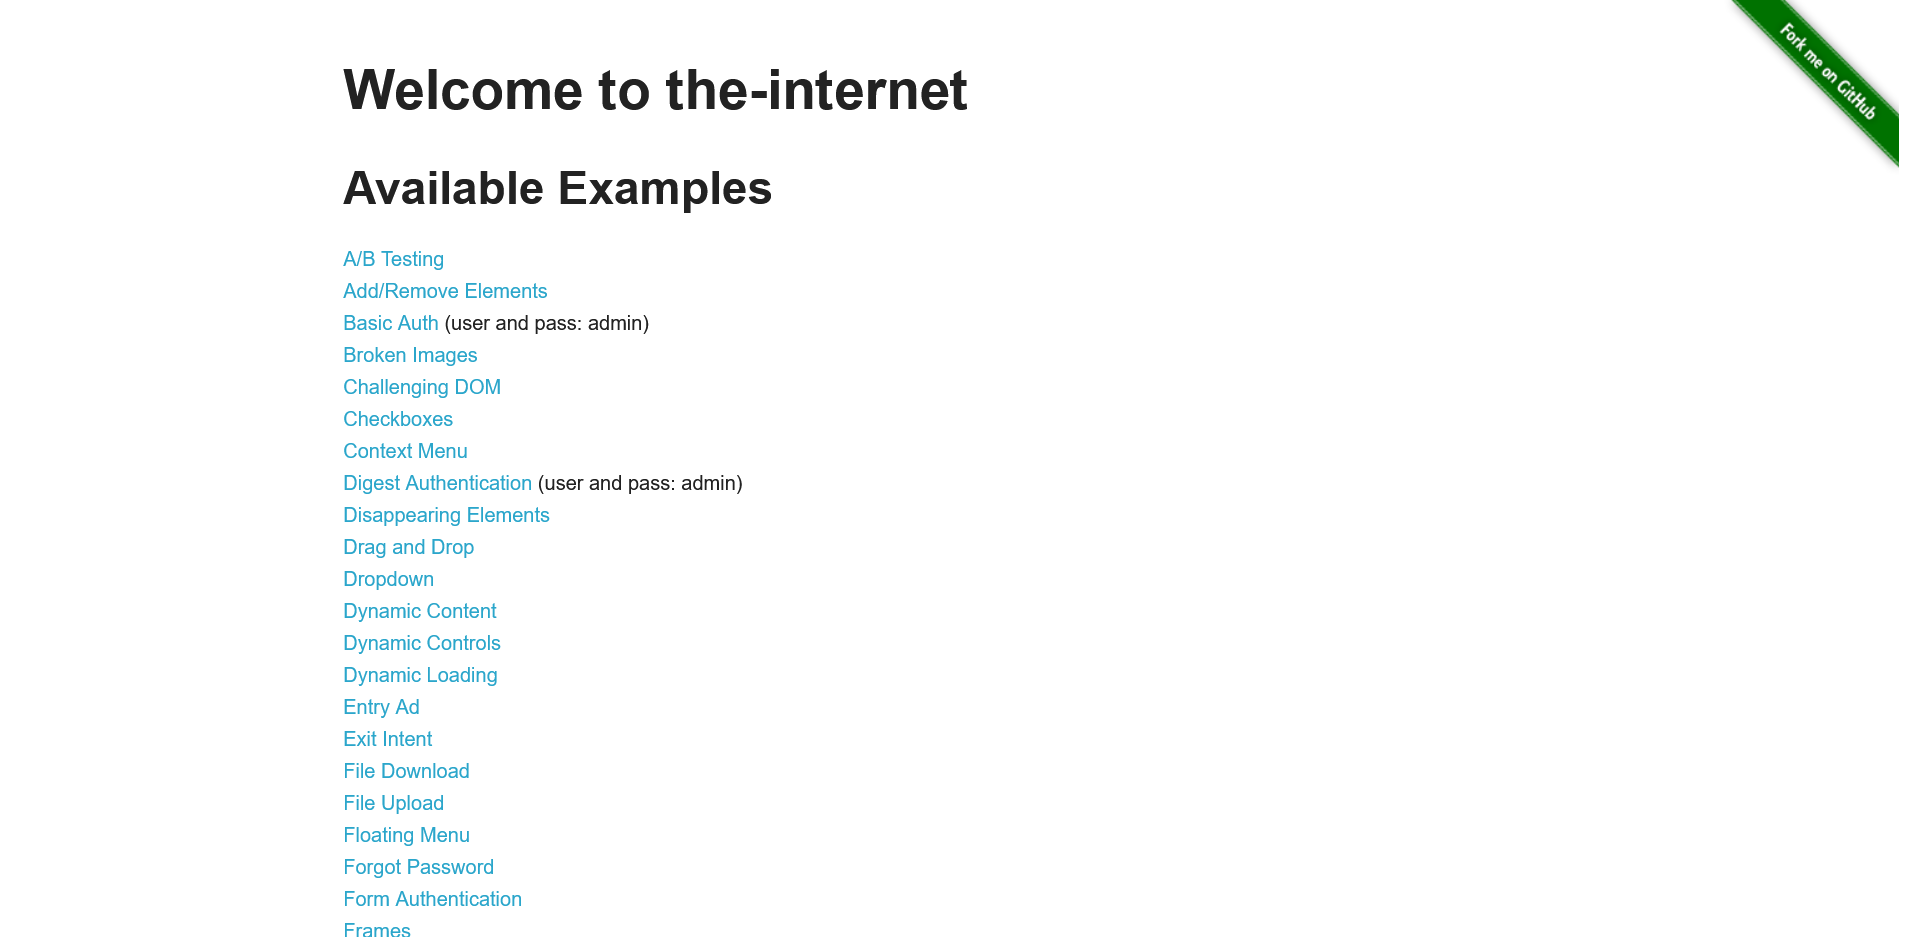 Fork me on GitHub
Welcome to the-internet
Available Examples
A/B Testing
Add/Remove Elements
Basic Auth (user and pass: admin)
Broken Images
Challenging DOM
Checkboxes
Context Menu
Digest Authentication (user and pass: admin)
Disappearing Elements
Drag and Drop
Dropdown
Dynamic Content
Dynamic Controls
Dynamic Loading
Entry Ad
Exit Intent
File Download
File Upload
Floating Menu
Forgot Password
Form Authentication
Frames